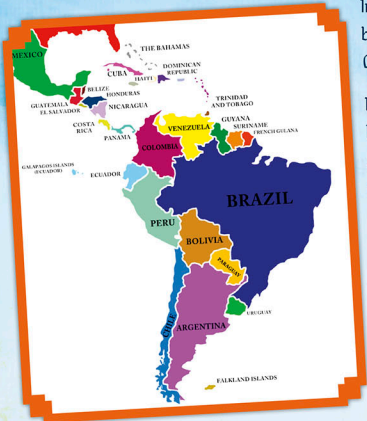 MEXICO
THE BAHAMAS
CUBA
HAITI
DOMINICAN
REPUBLIC
BELIZE
HONDURAS
GUATEMALA
EL SALVADOR
NICARAGUA
COSTA
RICA
PANAMA
TRINIDAD
AND TOBAGO
VENEZUELA
GUYANA
SURINAME
FRENCH GUIANA
COLOMBIA
GALAPAGOS ISLANDS
(ECUADOR)
ECUADOR
BRAZIL
PERU
BOLIVIA
PARAGUAY
CHILE
ARGENTINA
URUGUAY
FALKLAND ISLANDS